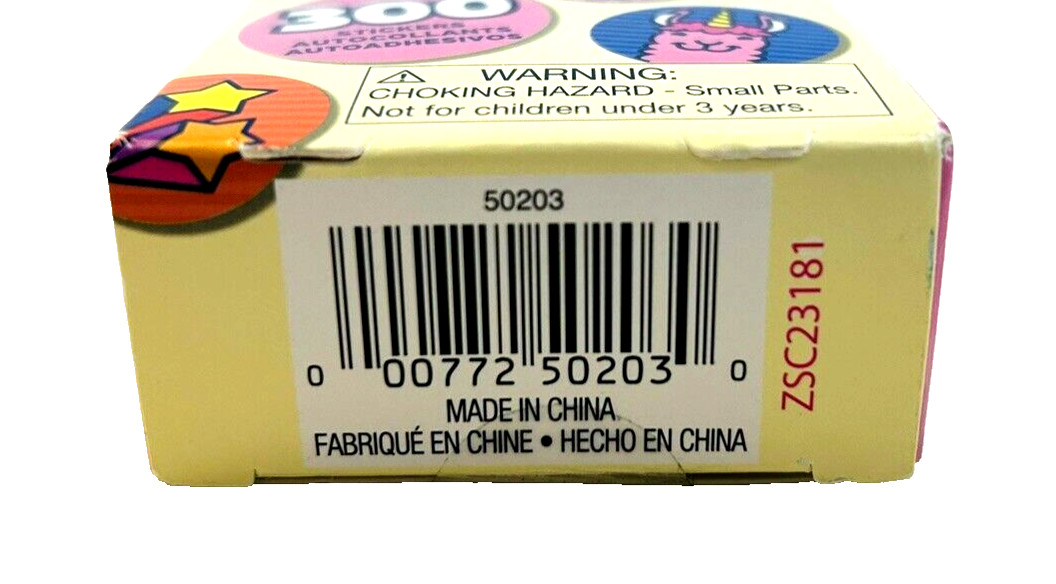 300
STICKERS
AUTOCOLLANTS
AUTOADHESIVOS
⚠ WARNING:
CHOKING HAZARD - Small Parts.
Not for children under 3 years.
50203
0 00772 50203 0
MADE IN CHINA
FABRIQUÉ EN CHINE • HECHO EN CHINA
ZSC23181